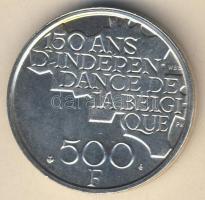 150 ANS
D'INDEPEN
DANCE DE
LA BELGI
QUE
500
F